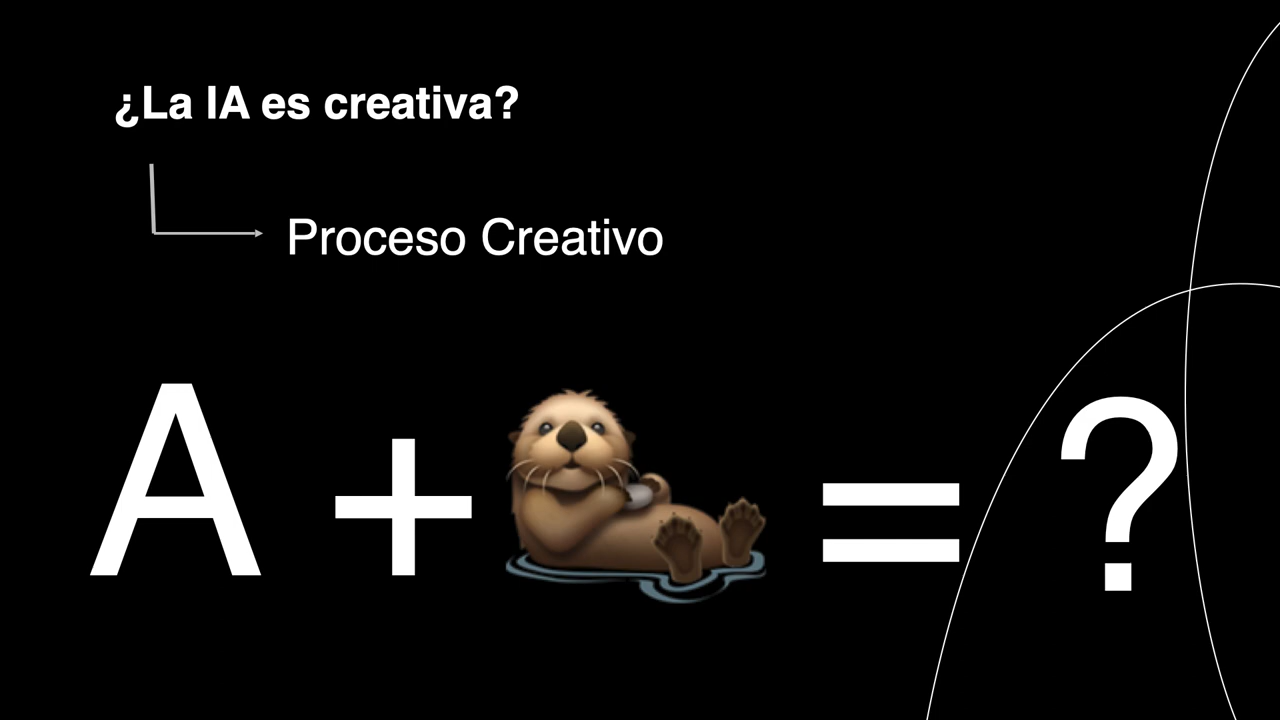 ¿La IA es creativa?
Proceso Creativo
A + = ?